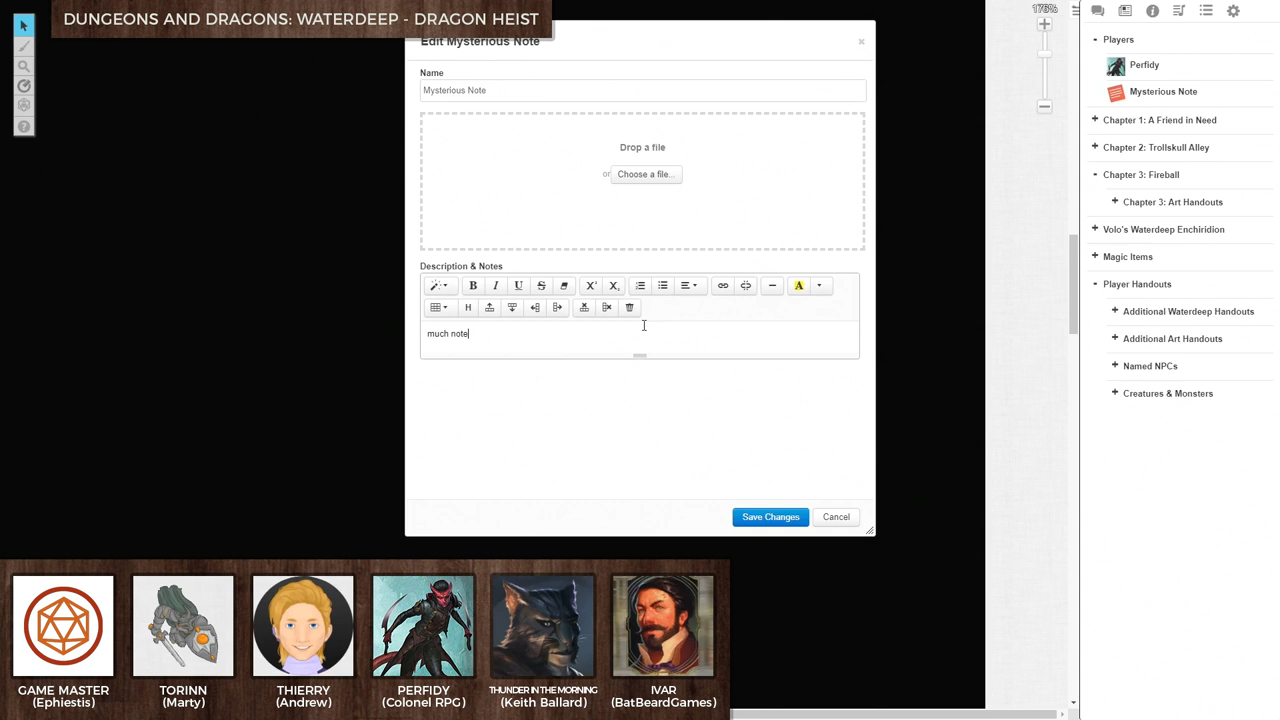 DUNGEONS AND DRAGONS: WATERDEEP - DRAGON HEIST
Edit Mysterious Note
×
Name
Mysterious Note
Drop a file
or Choose a file...
Description & Notes
B I U S X' X, A
H
much note
Save Changes Cancel
176%
Players
Perfidy
Mysterious Note
Chapter 1: A Friend in Need
Chapter 2: Trollskull Alley
Chapter 3: Fireball
Chapter 3: Art Handouts
Volo's Waterdeep Enchiridion
Magic Items
Player Handouts
Additional Waterdeep Handouts
Additional Art Handouts
Named NPCs
Creatures & Monsters
GAME MASTER
(Ephiestis)
TORINN
(Marty)
THIERRY
(Andrew)
PERFIDY
(Colonel RPG)
THUNDER IN THE MORNING
(Keith Ballard)
IVAR
(BatBeardGames)